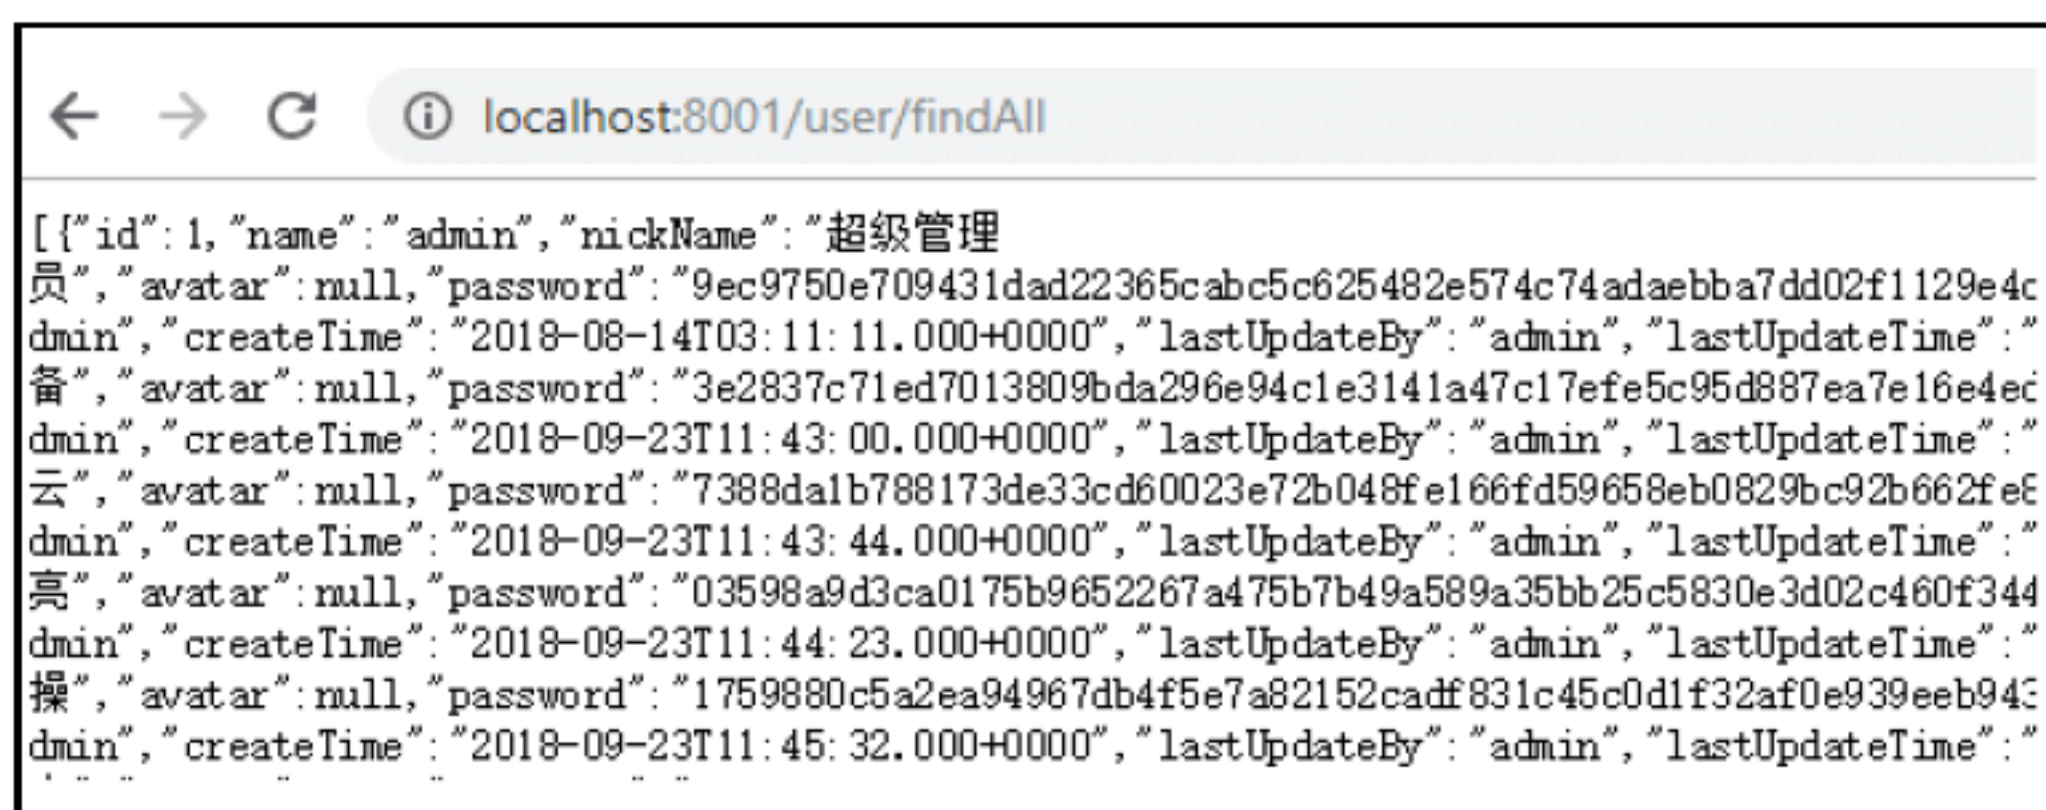 localhost:8001/user/findAll
[{"id":1,"name":"admin","nickName":"超级管理
员","avatar":null,"password":"9ec9750e709431dad22365cabc5c625482e574c74adaebba7dd02f1129e4c
dmin","createTime":"2018-08-14T03:11:11.000+0000","lastUpdateBy":"admin","lastUpdateTime":"
备","avatar":null,"password":"3e2837c71ed7013809bda296e94c1e3141a47c17efe5c95d887ea7e16e4ec
dmin","createTime":"2018-09-23T11:43:00.000+0000","lastUpdateBy":"admin","lastUpdateTime":"
云","avatar":null,"password":"7388da1b788173de33cd60023e72b048fe166fd59658eb0829bc92b662fe8
dmin","createTime":"2018-09-23T11:43:44.000+0000","lastUpdateBy":"admin","lastUpdateTime":"
亮","avatar":null,"password":"03598a9d3ca0175b9652267a475b7b49a589a35bb25c5830e3d02c460f344
dmin","createTime":"2018-09-23T11:44:23.000+0000","lastUpdateBy":"admin","lastUpdateTime":"
操","avatar":null,"password":"1759880c5a2ea94967db4f5e7a82152cadf831c45c0d1f32af0e939eeb943
dmin","createTime":"2018-09-23T11:45:32.000+0000","lastUpdateBy":"admin","lastUpdateTime":"